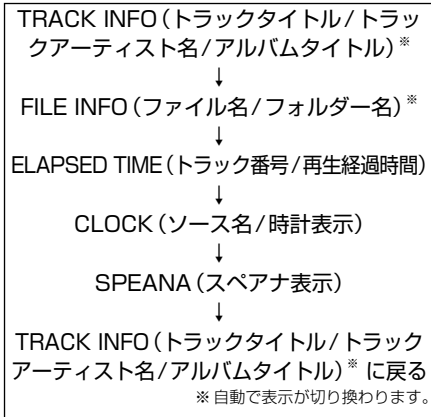 TRACK INFO(トラックタイトル/トラッ
クアーティスト名/アルバムタイトル)※
↓
FILE INFO(ファイル名/フォルダー名)※
↓
ELAPSED TIME(トラック番号/再生経過時間)
↓
CLOCK(ソース名/時計表示)
↓
SPEANA(スペアナ表示)
↓
TRACK INFO(トラックタイトル/トラック
アーティスト名/アルバムタイトル)※ に戻る
※自動で表示が切り換わります。